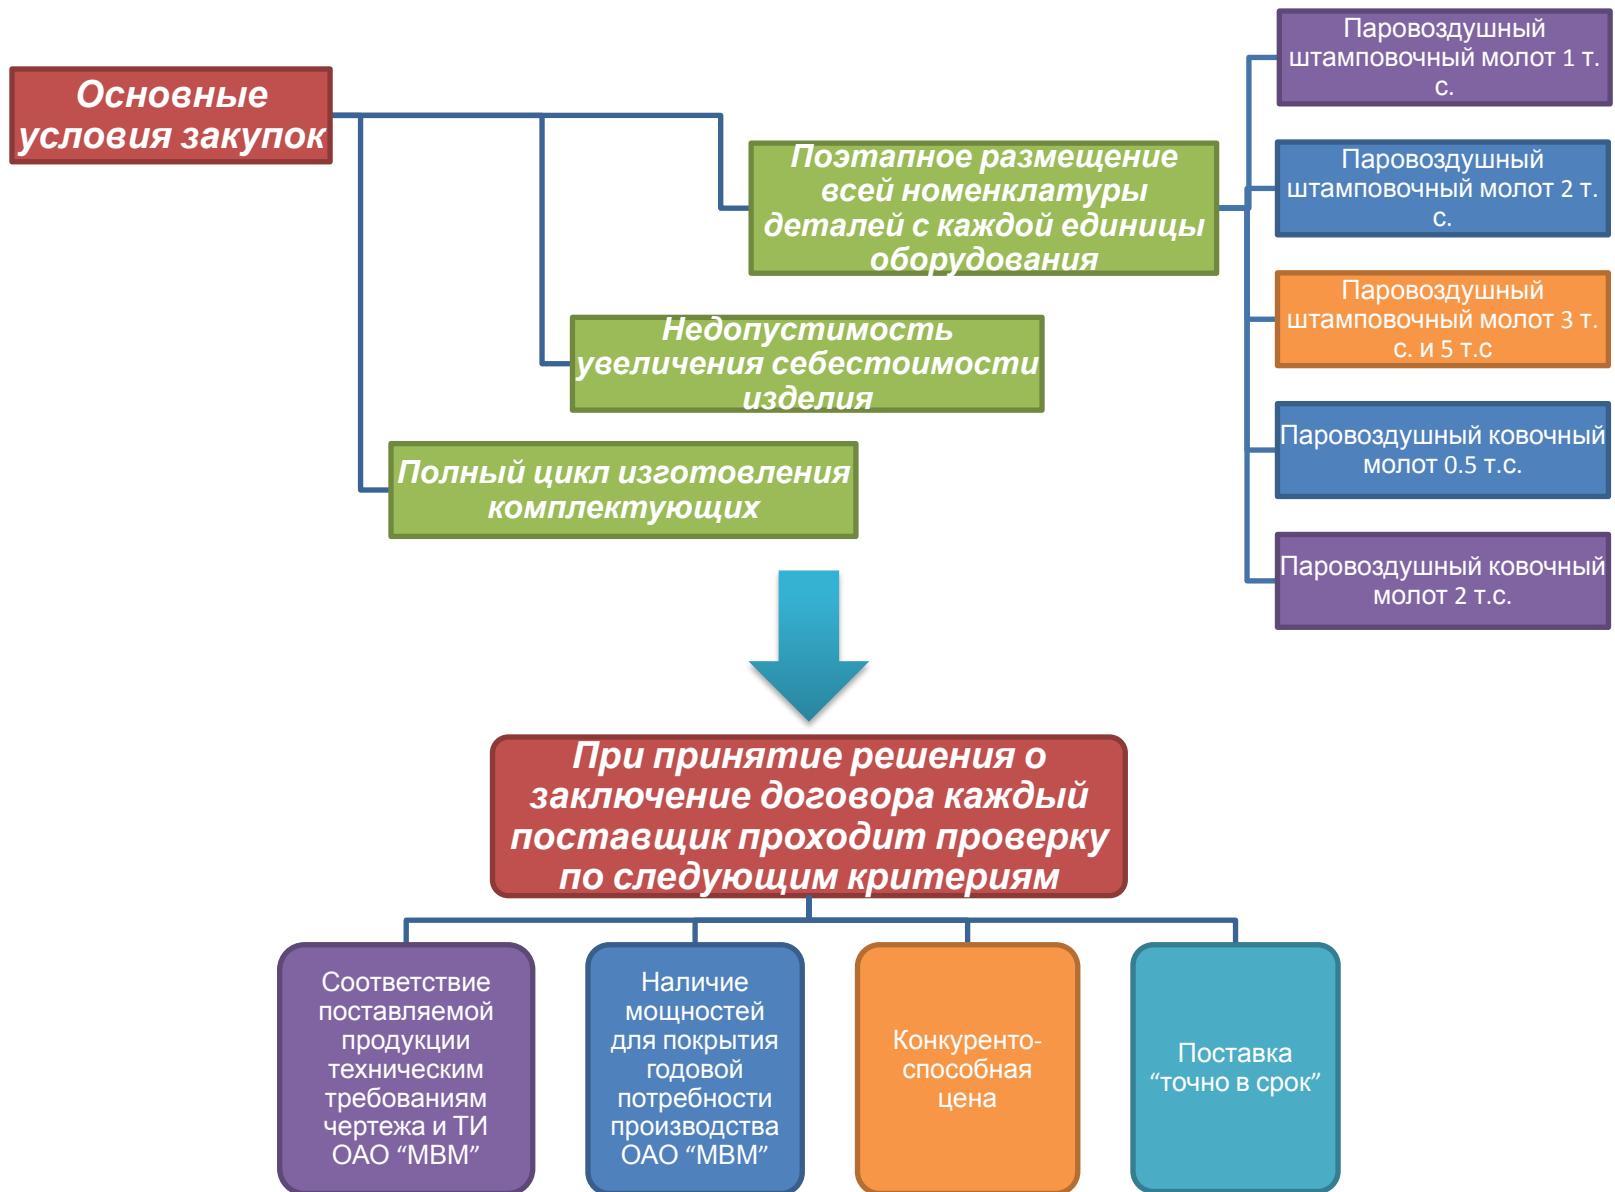 Основные
условия закупок
Поэтапное размещение
всей номенклатуры
деталей с каждой единицы
оборудования
Недопустимость
увеличения себестоимости
изделия
Полный цикл изготовления
комплектующих
Паровоздушный
штамповочный молот 1 т.
с.
Паровоздушный
штамповочный молот 2 т.
с.
Паровоздушный
штамповочный молот 3 т.
с. и 5 т.с
Паровоздушный ковочный
молот 0.5 т.с.
Паровоздушный ковочный
молот 2 т.с.
При принятие решения о
заключение договора каждый
поставщик проходит проверку
по следующим критериям
Соответствие
поставляемой
продукции
техническим
требованиям
чертежа и ТИ
ОАО “МВМ”
Наличие
мощностей
для покрытия
годовой
потребности
производства
ОАО “МВМ”
Конкуренто-
способная
цена
Поставка
“точно в срок”